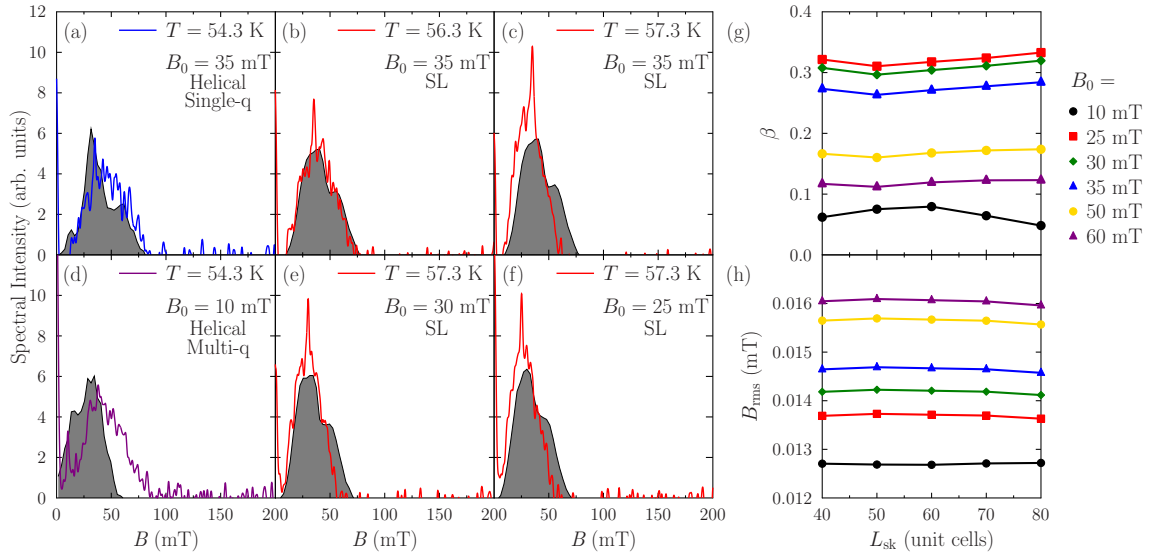 (a) T = 54.3 K
B₀ = 35 mT
Helical
Single-q
(b) T = 56.3 K
B₀ = 35 mT
SL
(c) T = 57.3 K
B₀ = 35 mT
SL
12
10
8
6
4
2
0
Spectral Intensity (arb. units)
(d) T = 54.3 K
B₀ = 10 mT
Helical
Multi-q
(e) T = 57.3 K
B₀ = 30 mT
SL
(f) T = 57.3 K
B₀ = 25 mT
SL
10
8
6
4
2
0
0 50 100 150 200 50 100 150 200 50 100 150 200
B (mT) B (mT) B (mT)
(g)
0.4
0.3
0.2
0.1
0.0
β
B₀ =
10 mT
25 mT
30 mT
35 mT
50 mT
60 mT
(h)
0.016
0.015
0.014
0.013
0.012
B_rms (mT)
40 50 60 70 80
L_sk (unit cells)